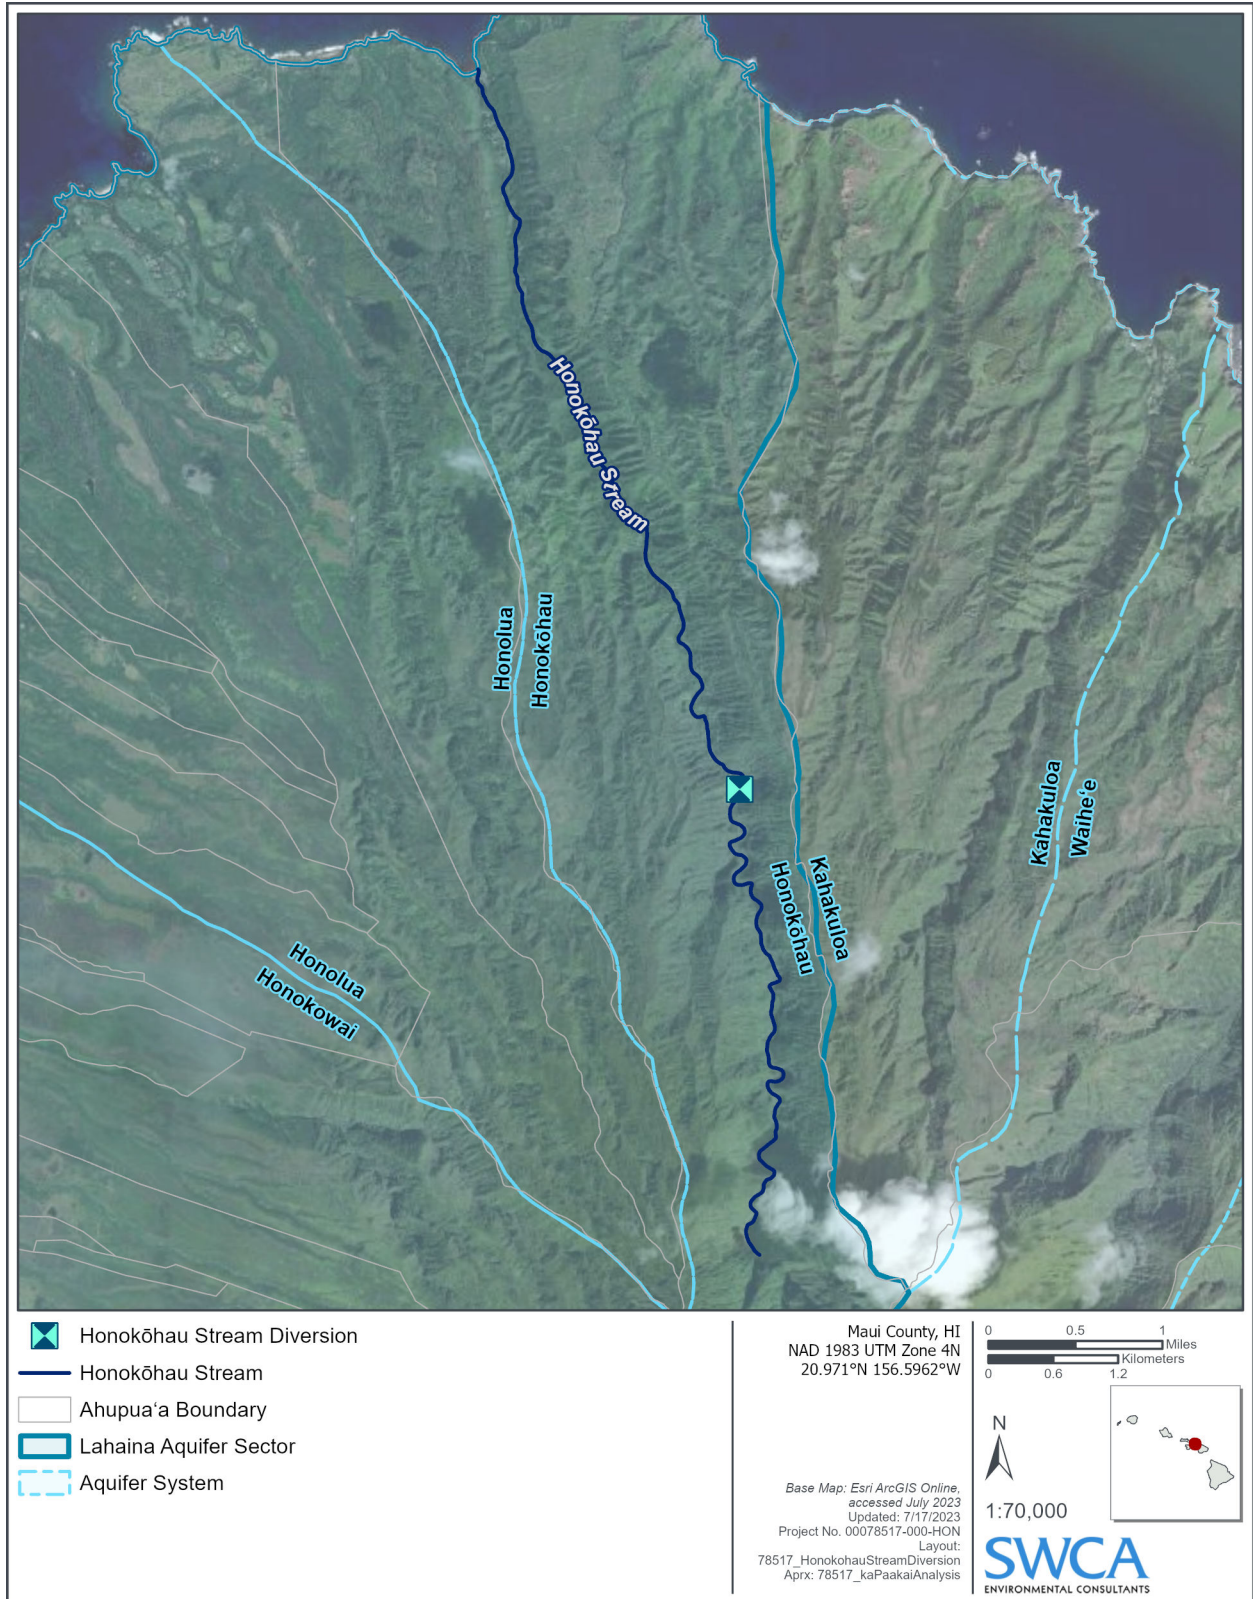 Honokōhau Stream
Honolua
Honokōhau
Kahakuloa
Waiheʻe
Kahakuloa
Honokōhau
Honolua
Honokowai
Honokōhau Stream Diversion
Honokōhau Stream
Ahupuaʻa Boundary
Lahaina Aquifer Sector
Aquifer System
Maui County, HI
NAD 1983 UTM Zone 4N
20.971°N 156.5962°W
Base Map: Esri ArcGIS Online,
accessed July 2023
Updated: 7/17/2023
Project No. 00078517-000-HON
Layout:
78517_HonokohauStreamDiversion
Aprx: 78517_kaPaakaiAnalysis
0 0.5 1
Miles
Kilometers
0 0.6 1.2
N
1:70,000
SWCA
ENVIRONMENTAL CONSULTANTS